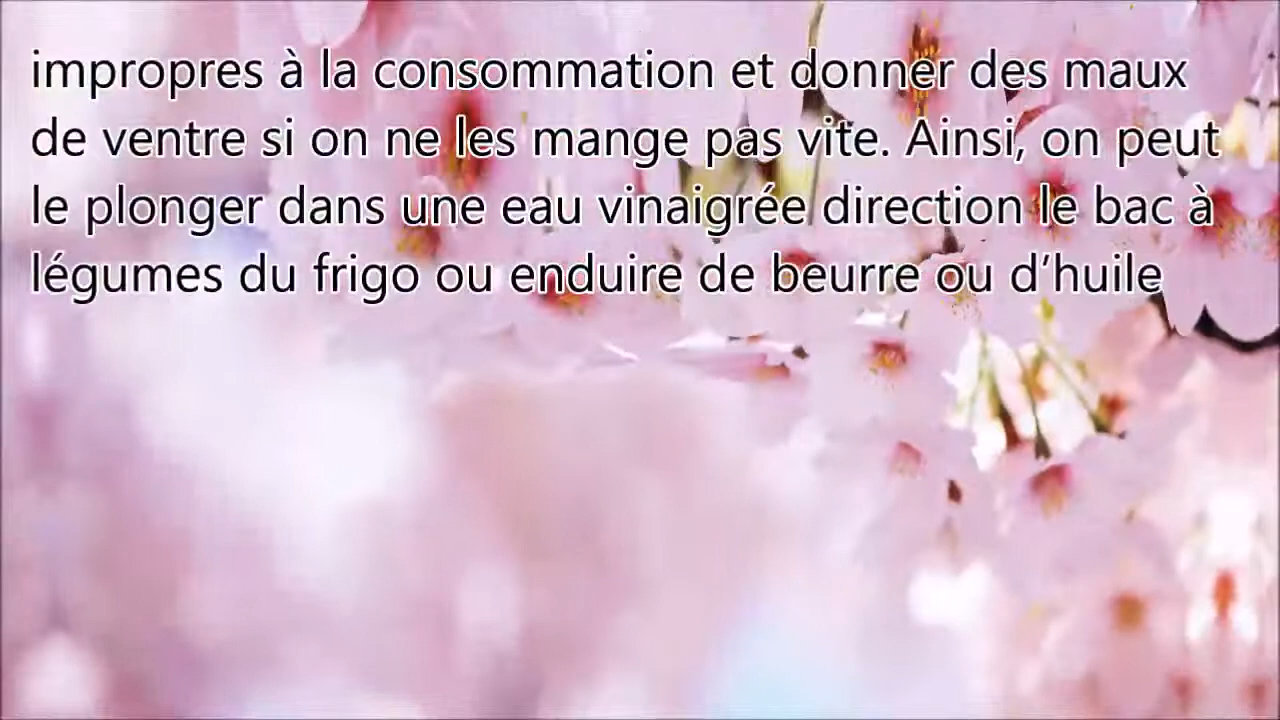 impropres à la consommation et donner des maux
de ventre si on ne les mange pas vite. Ainsi, on peut
le plonger dans une eau vinaigrée direction le bac à
légumes du frigo ou enduire de beurre ou d’huile